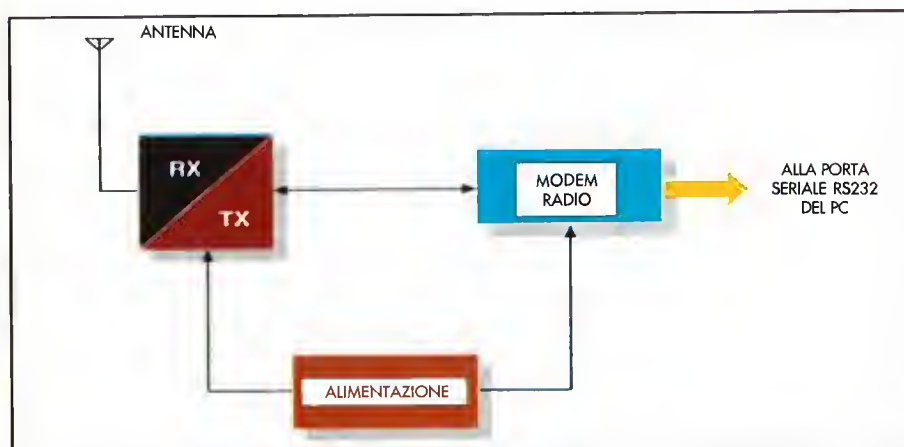 ANTENNA
RX
TX
MODEM
RADIO
ALLA PORTA
SERIALE RS232
DEL PC
ALIMENTAZIONE